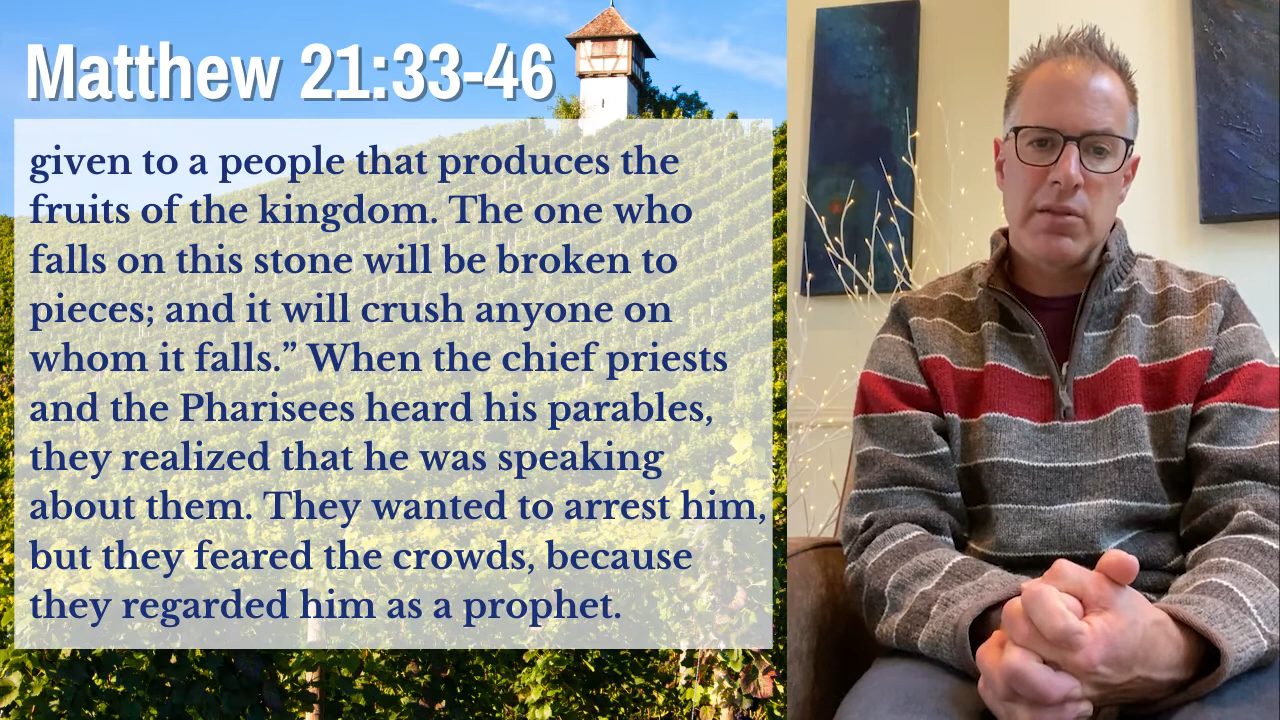 Matthew 21:33-46
given to a people that produces the
fruits of the kingdom. The one who
falls on this stone will be broken to
pieces; and it will crush anyone on
whom it falls.” When the chief priests
and the Pharisees heard his parables,
they realized that he was speaking
about them. They wanted to arrest him,
but they feared the crowds, because
they regarded him as a prophet.